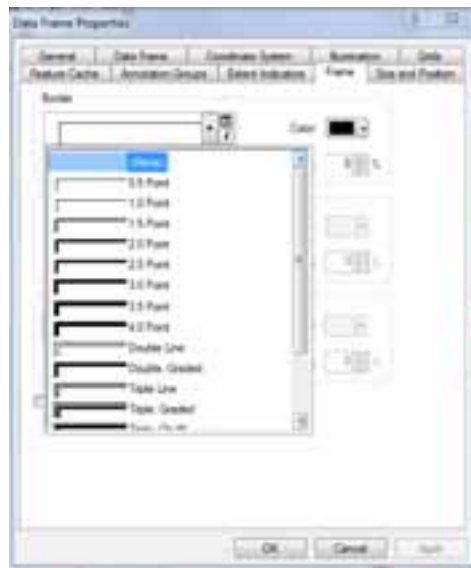 Data Frame Properties
General Data Frame Coordinate System Illumination Grids
Feature Cache Annotation Groups Extent Indicators Frame Size and Position
Border
Color:
<None>
0.5 Point
1.0 Point
1.5 Point
2.0 Point
2.5 Point
3.0 Point
3.5 Point
4.0 Point
Double Line
Double, Graded
Triple Line
Triple, Graded
OK Cancel Apply